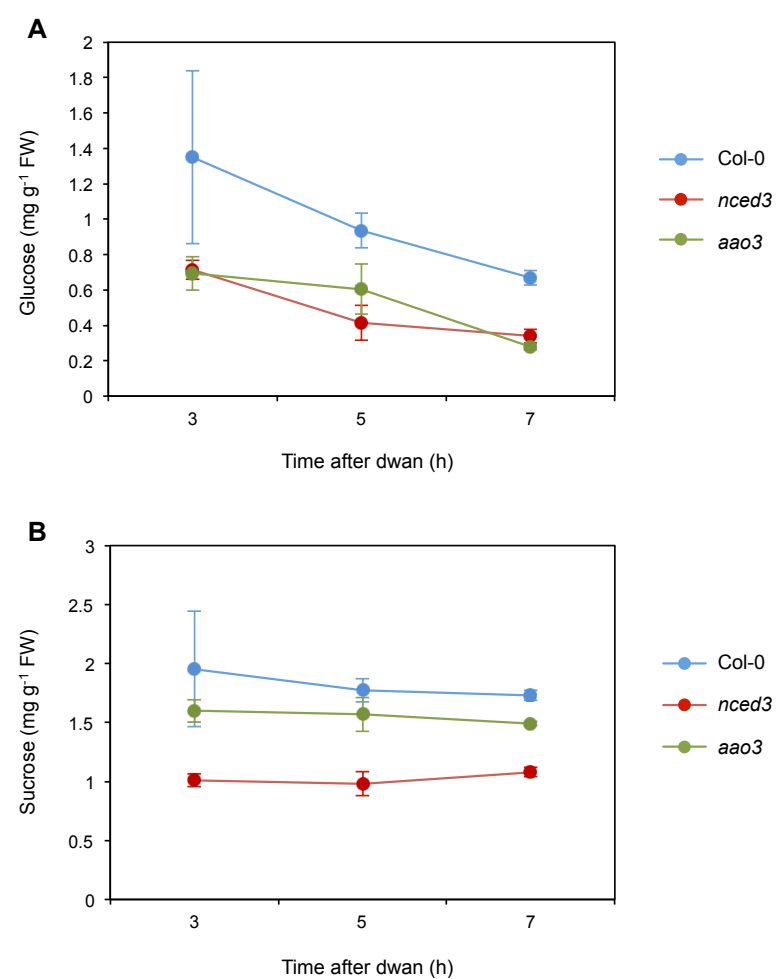 A
2
1.8
1.6
1.4
1.2
1
0.8
0.6
0.4
0.2
0
Glucose (mg g⁻¹ FW)
3 5 7
Time after dwan (h)
Col-0
nced3
aao3
B
3
2.5
2
1.5
1
0.5
0
Sucrose (mg g⁻¹ FW)
3 5 7
Time after dwan (h)
Col-0
nced3
aao3